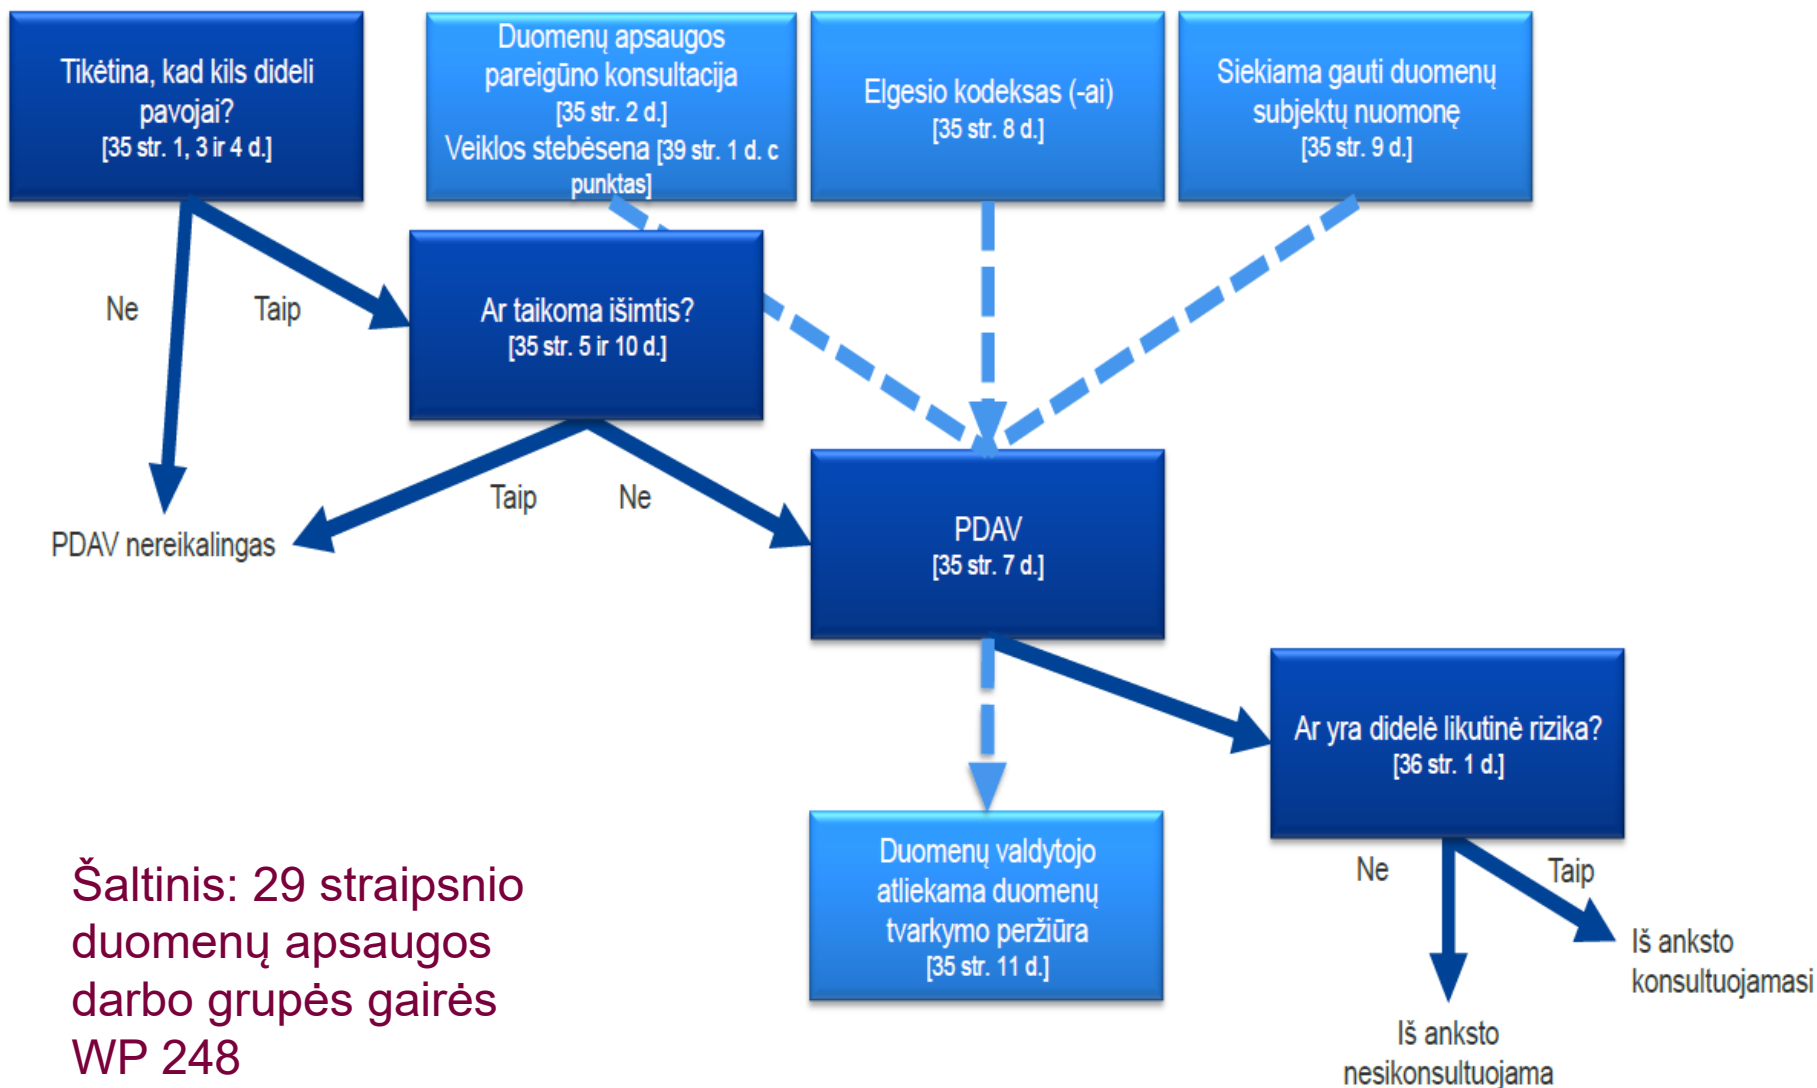 Tikėtina, kad kils dideli
pavojai?
[35 str. 1, 3 ir 4 d.]
Duomenų apsaugos
pareigūno konsultacija
[35 str. 2 d.]
Veiklos stebėsena [39 str. 1 d. c
punktas]
Elgesio kodeksas (-ai)
[35 str. 8 d.]
Siekiama gauti duomenų
subjektų nuomonę
[35 str. 9 d.]
Ne
Taip
Ar taikoma išimtis?
[35 str. 5 ir 10 d.]
Taip
Ne
PDAV nereikalingas
PDAV
[35 str. 7 d.]
Ar yra didelė likutinė rizika?
[36 str. 1 d.]
Duomenų valdytojo
atliekama duomenų
tvarkymo peržiūra
[35 str. 11 d.]
Ne
Taip
Iš anksto
konsultuojamasi
Iš anksto
nesikonsultuojama
Šaltinis: 29 straipsnio
duomenų apsaugos
darbo grupės gairės
WP 248